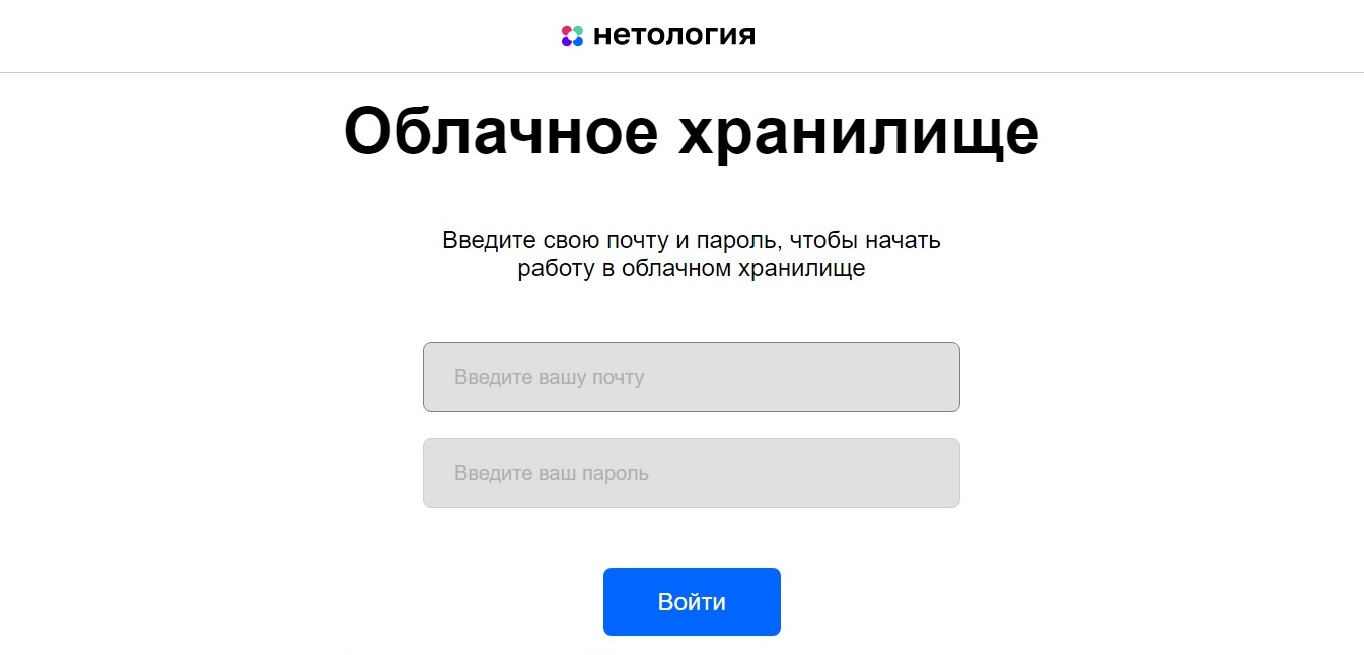 нетология
Облачное хранилище
Введите свою почту и пароль, чтобы начать
работу в облачном хранилище
Введите вашу почту
Введите ваш пароль
Войти